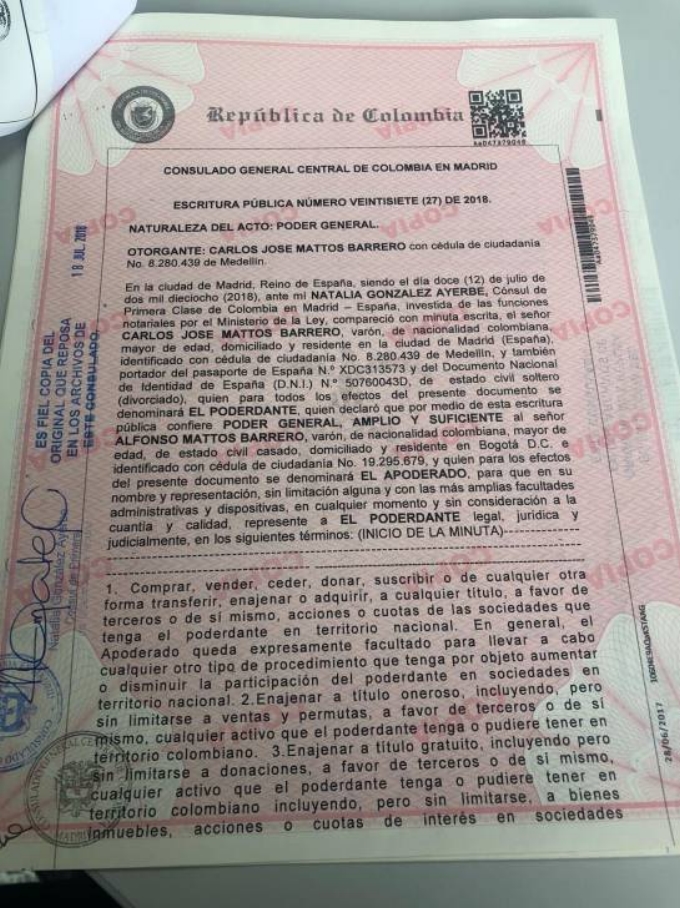 República de Colombia
Aa047379049
CONSULADO GENERAL CENTRAL DE COLOMBIA EN MADRID
ESCRITURA PÚBLICA NÚMERO VEINTISIETE (27) DE 2018.
NATURALEZA DEL ACTO: PODER GENERAL.
OTORGANTE: CARLOS JOSE MATTOS BARRERO con cédula de ciudadanía
No. 8.280.439 de Medellín.
En la ciudad de Madrid, Reino de España, siendo el día doce (12) de julio de
dos mil dieciocho (2018), ante mi NATALIA GONZALEZ AYERBE, Cónsul de
Primera Clase de Colombia en Madrid – España, investida de las funciones
notariales por el Ministerio de la Ley, compareció con minuta escrita, el señor
CARLOS JOSE MATTOS BARRERO, varón, de nacionalidad colombiana,
mayor de edad, domiciliado y residente en la ciudad de Madrid (España),
identificado con cédula de ciudadanía No. 8.280.439 de Medellín, y también
portador del pasaporte de España N.º XDC313573 y del Documento Nacional
de Identidad de España (D.N.I.) N.º 50760043D, de estado civil soltero
(divorciado), quien para todos los efectos del presente documento se
denominará EL PODERDANTE, quien declaró que por medio de esta escritura
pública confiere PODER GENERAL, AMPLIO Y SUFICIENTE al señor
ALFONSO MATTOS BARRERO, varón, de nacionalidad colombiana, mayor de
edad, de estado civil casado, domiciliado y residente en Bogotá D.C. e
identificado con cédula de ciudadanía No. 19.295.679, y quien para los efectos
del presente documento se denominará EL APODERADO, para que en su
nombre y representación, sin limitación alguna y con las más amplias facultades
administrativas y dispositivas, en cualquier momento y sin consideración a la
cuantía y calidad, represente a EL PODERDANTE legal, jurídica y
judicialmente, en los siguientes términos: (INICIO DE LA MINUTA)-----------
1. Comprar, vender, ceder, donar, suscribir o de cualquier otra
forma transferir, enajenar o adquirir, a cualquier título, a favor de
terceros o de sí mismo, acciones o cuotas de las sociedades que
tenga el poderdante en territorio nacional. En general, el
Apoderado queda expresamente facultado para llevar a cabo
cualquier otro tipo de procedimiento que tenga por objeto aumentar
o disminuir la participación del poderdante en sociedades en
territorio nacional. 2.Enajenar a título oneroso, incluyendo, pero
sin limitarse a ventas y permutas, a favor de terceros o de sí
mismo, cualquier activo que el poderdante tenga o pudiere tener en
territorio colombiano. 3.Enajenar a título gratuito, incluyendo pero
sin limitarse a donaciones, a favor de terceros o de sí mismo,
cualquier activo que el poderdante tenga o pudiere tener en
territorio colombiano incluyendo, pero sin limitarse, a bienes
inmuebles, acciones o cuotas de interés en sociedades
ES FIEL COPIA DEL
ORIGINAL QUE REPOSA
EN LOS ARCHIVOS DE
ESTE CONSULADO.
18 JUL. 2018
Natalia González Ayerbe
Cónsul de Primera
COPIA
COPIA
COPIA
COPIA
COPIA
28/06/2017